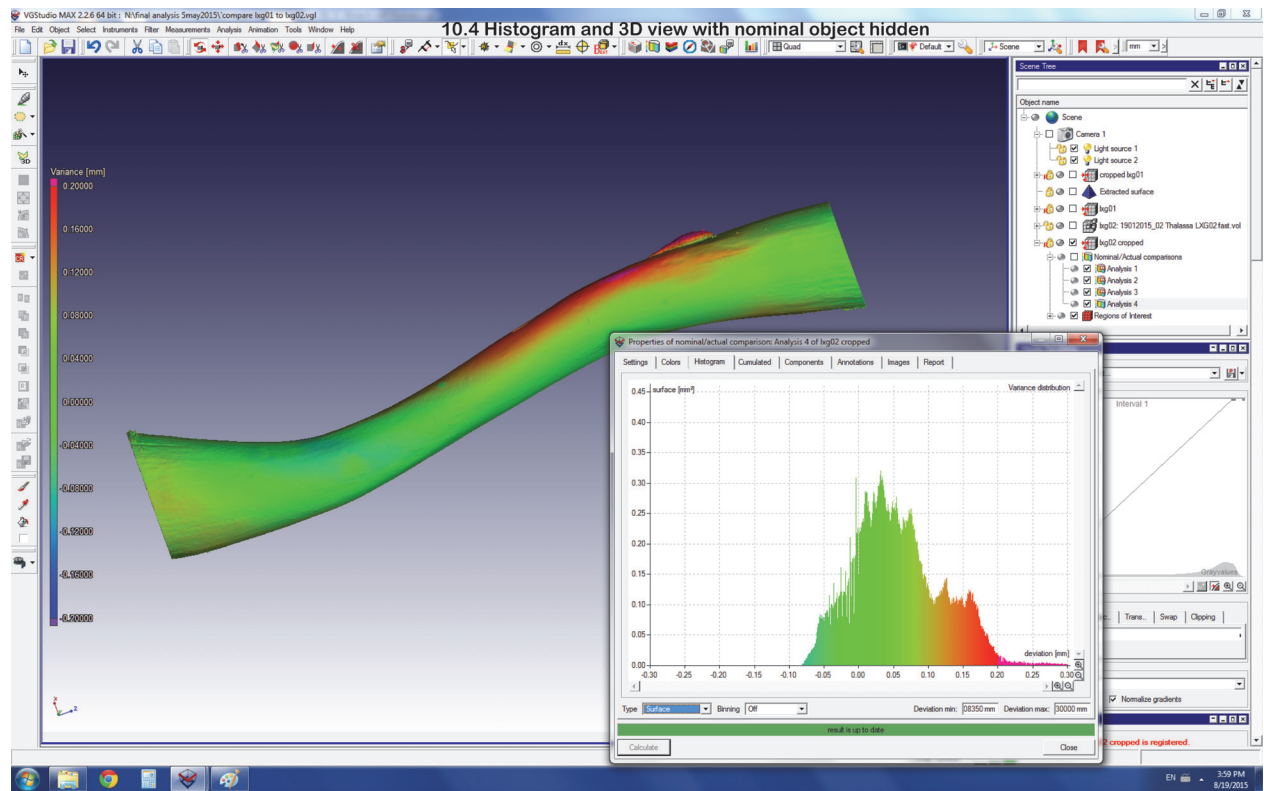 VGStudio MAX 2.2.6 64 bit : N:\final analysis 5may2015\'compare lxg01 to lxg02.vgl
File Edit Object Select Instruments Filter Measurements Analysis Animation Tools Window Help
10.4 Histogram and 3D view with nominal object hidden
Quad
Default
Scene
mm
3D
Variance [mm]
0.20000
0.16000
0.12000
0.08000
0.04000
0.00000
-0.04000
-0.08000
-0.12000
-0.16000
-0.20000
Scene Tree
Object name
Scene
Camera 1
Light source 1
Light source 2
cropped lxg01
Extracted surface
lxg01
lxg02: 19012015_02 Thalassa LXG02 fast.vol
lxg02 cropped
Nominal/Actual comparisons
Analysis 1
Analysis 2
Analysis 3
Analysis 4
Regions of Interest
Properties of nominal/actual comparison: Analysis 4 of lxg02 cropped
Settings Colors Histogram Cumulated Components Annotations Images Report
surface [mm²]
Variance distribution
0.45
0.40
0.35
0.30
0.25
0.20
0.15
0.10
0.05
0.00
deviation [mm]
-0.30 -0.25 -0.20 -0.15 -0.10 -0.05 0.00 0.05 0.10 0.15 0.20 0.25 0.30
Type Surface Binning Off Deviation min: 08350 mm Deviation max: 30000 mm
result is up to date
Calculate Close
Interval 1
Grayvalues
Trans... Swap Clipping
Normalize gradients
cropped is registered.
x
z
EN
3:59 PM
8/19/2015